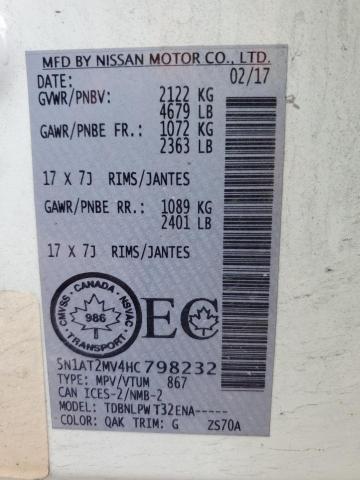 MFD BY NISSAN MOTOR CO., LTD.
DATE: 02/17
GVWR/PNBV: 2122 KG
4679 LB
GAWR/PNBE FR.: 1072 KG
2363 LB
17 X 7J RIMS/JANTES
GAWR/PNBE RR.: 1089 KG
2401 LB
17 X 7J RIMS/JANTES
CANADA
CMVSS 986 NSVAC
TRANSPORT
EC
5N1AT2MV4HC798232
TYPE: MPV/VTUM 867
CAN ICES-2/NMB-2
MODEL: TDBNLPW T32ENA-----
COLOR: QAK TRIM: G ZS70A